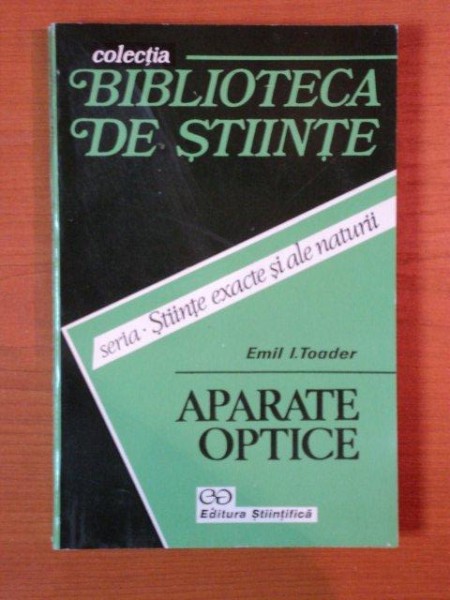 colecția
BIBLIOTECA
DE ȘTIINȚE
seria · Științe exacte și ale naturii
Emil I. Toader
APARATE
OPTICE
Editura Științifică